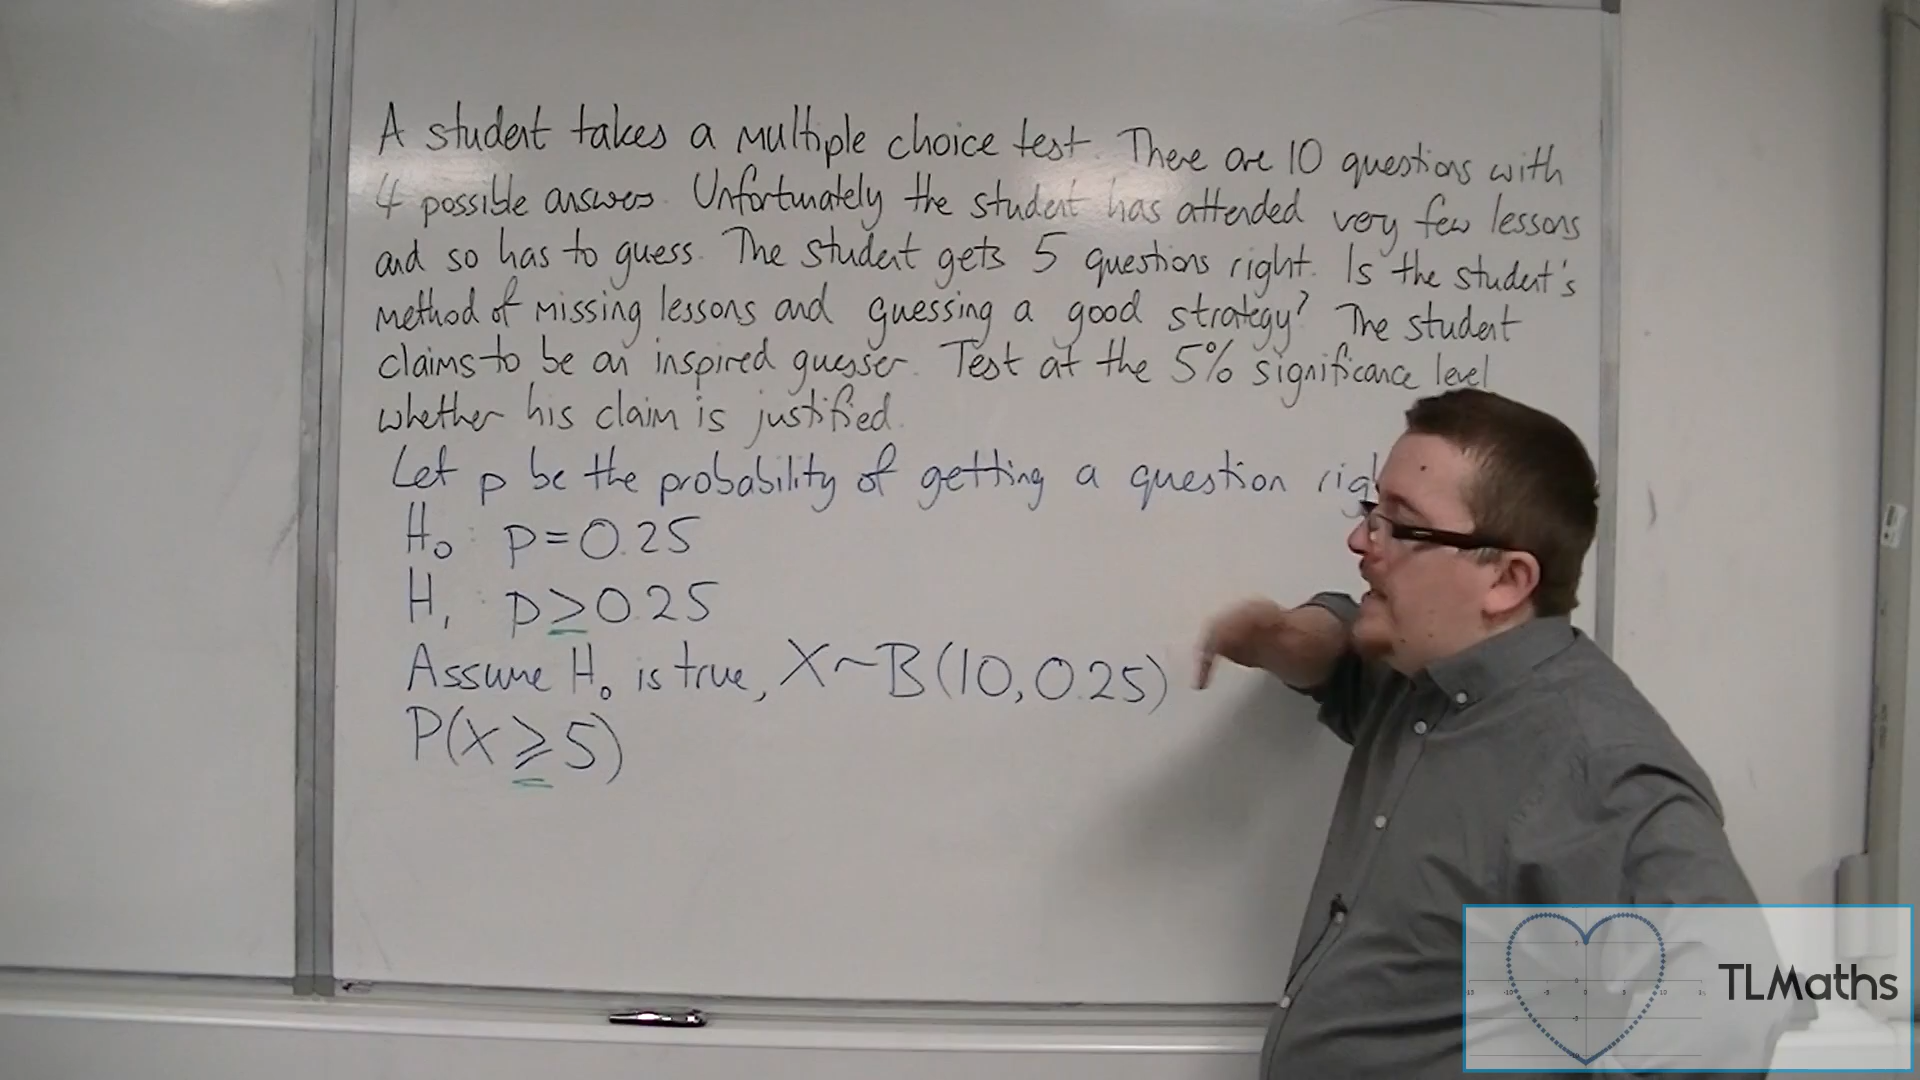 A student takes a multiple choice test. There are 10 questions with
4 possible answers. Unfortunately the student has attended very few lessons
and so has to guess. The student gets 5 questions right. Is the student's
method of missing lessons and guessing a good strategy? The student
claims to be an inspired guesser. Test at the 5% significance level
whether his claim is justified.
Let p be the probability of getting a question
H₀ : p=0.25
H₁ : p>0.25
Assume H₀ is true, X~B(10,0.25)
P(X≥5)
TLMaths